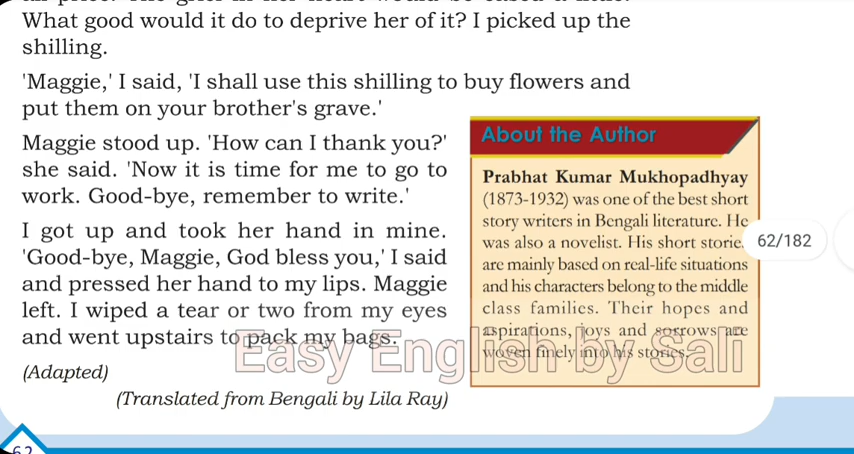 What good would it do to deprive her of it? I picked up the
shilling.
'Maggie,' I said, 'I shall use this shilling to buy flowers and
put them on your brother's grave.'
Maggie stood up. 'How can I thank you?'
she said. 'Now it is time for me to go to
work. Good-bye, remember to write.'
I got up and took her hand in mine.
'Good-bye, Maggie, God bless you,' I said
and pressed her hand to my lips. Maggie
left. I wiped a tear or two from my eyes
and went upstairs to pack my bags.
(Adapted)
(Translated from Bengali by Lila Ray)
About the Author
Prabhat Kumar Mukhopadhyay
(1873-1932) was one of the best short
story writers in Bengali literature. He
was also a novelist. His short storie
are mainly based on real-life situations
and his characters belong to the middle
class families. Their hopes and
aspirations, joys and sorrows are
woven finely into his stories.
62/182
Easy English by Sali